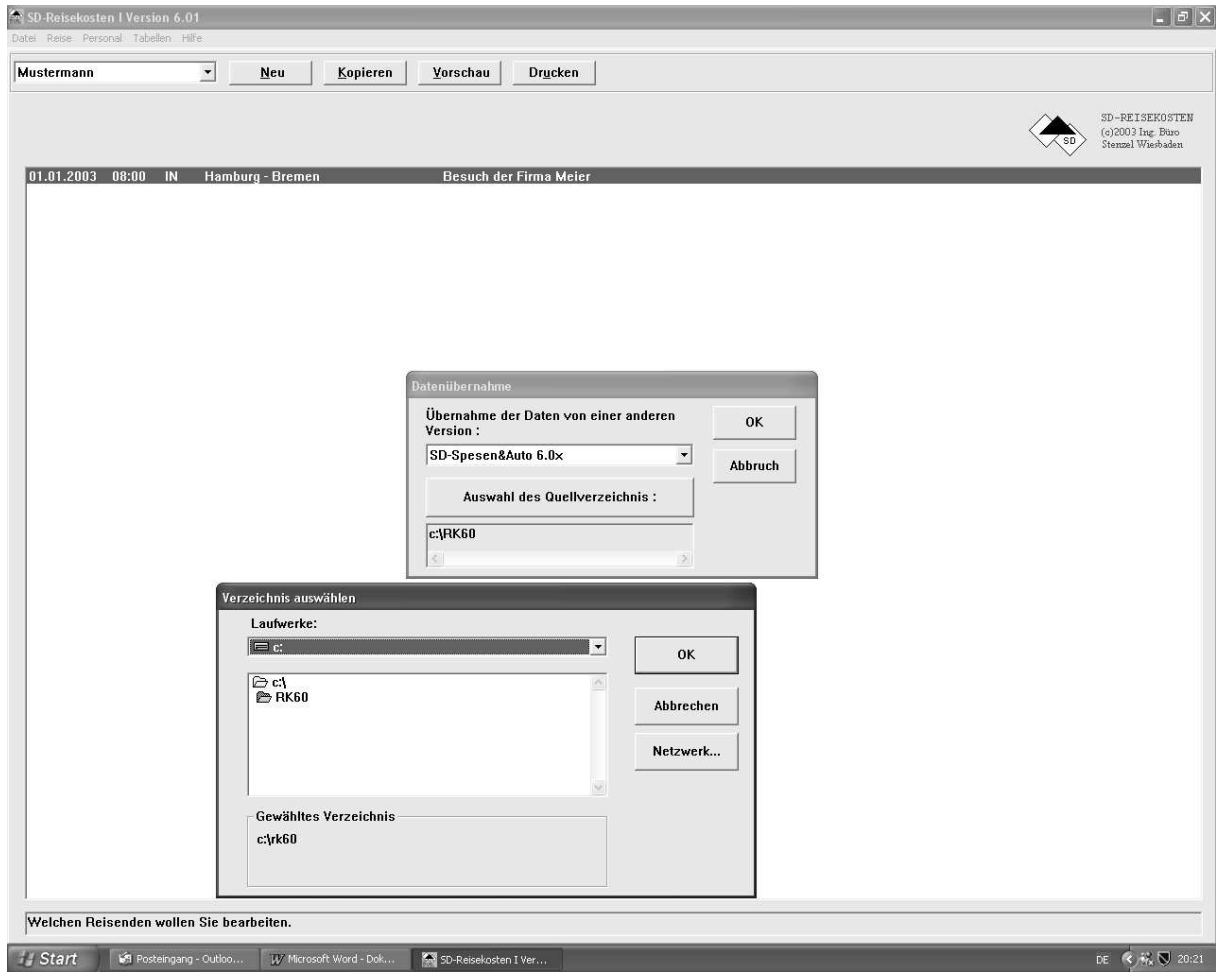 SD-Reisekosten I Version 6.01
Datei Reise Personal Tabellen Hilfe
Mustermann
Neu
Kopieren
Vorschau
Drucken
SD-REISEKOSTEN
(c)2003 Ing. Büro
Stenzel Wiesbaden
SD
01.01.2003 08:00 IN Hamburg - Bremen Besuch der Firma Meier
Datenübernahme
Übernahme der Daten von einer anderen
Version :
OK
SD-Spesen&Auto 6.0x
Abbruch
Auswahl des Quellverzeichnis :
c:\RK60
Verzeichnis auswählen
Laufwerke:
c:
OK
c:\
RK60
Abbrechen
Netzwerk...
Gewähltes Verzeichnis
c:\rk60
Welchen Reisenden wollen Sie bearbeiten.
Start
Posteingang - Outloo...
Microsoft Word - Dok...
SD-Reisekosten I Ver...
DE
20:21